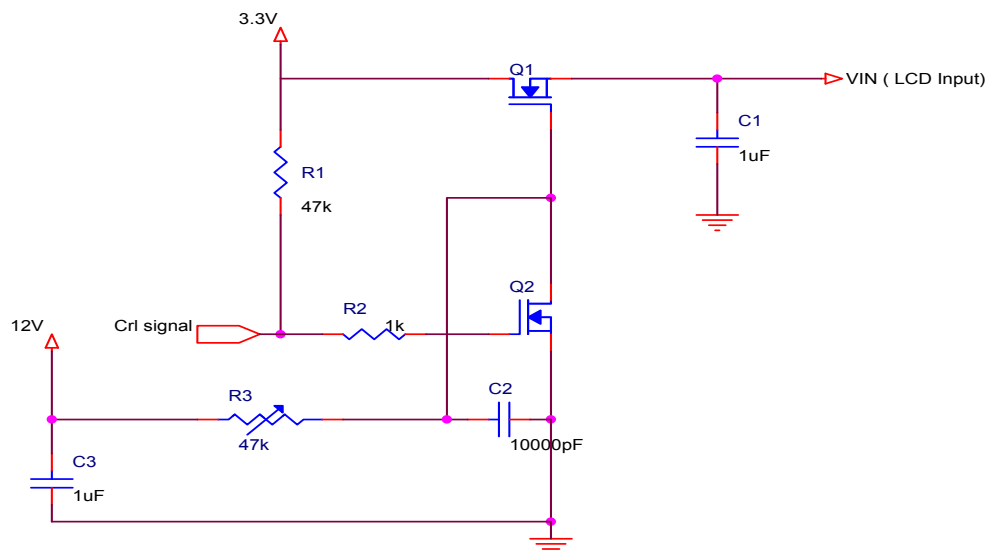 3.3V
Q1
VIN ( LCD Input)
C1
1uF
R1
47k
Q2
R2
1k
12V
Crl signal
R3
47k
C2
10000pF
C3
1uF